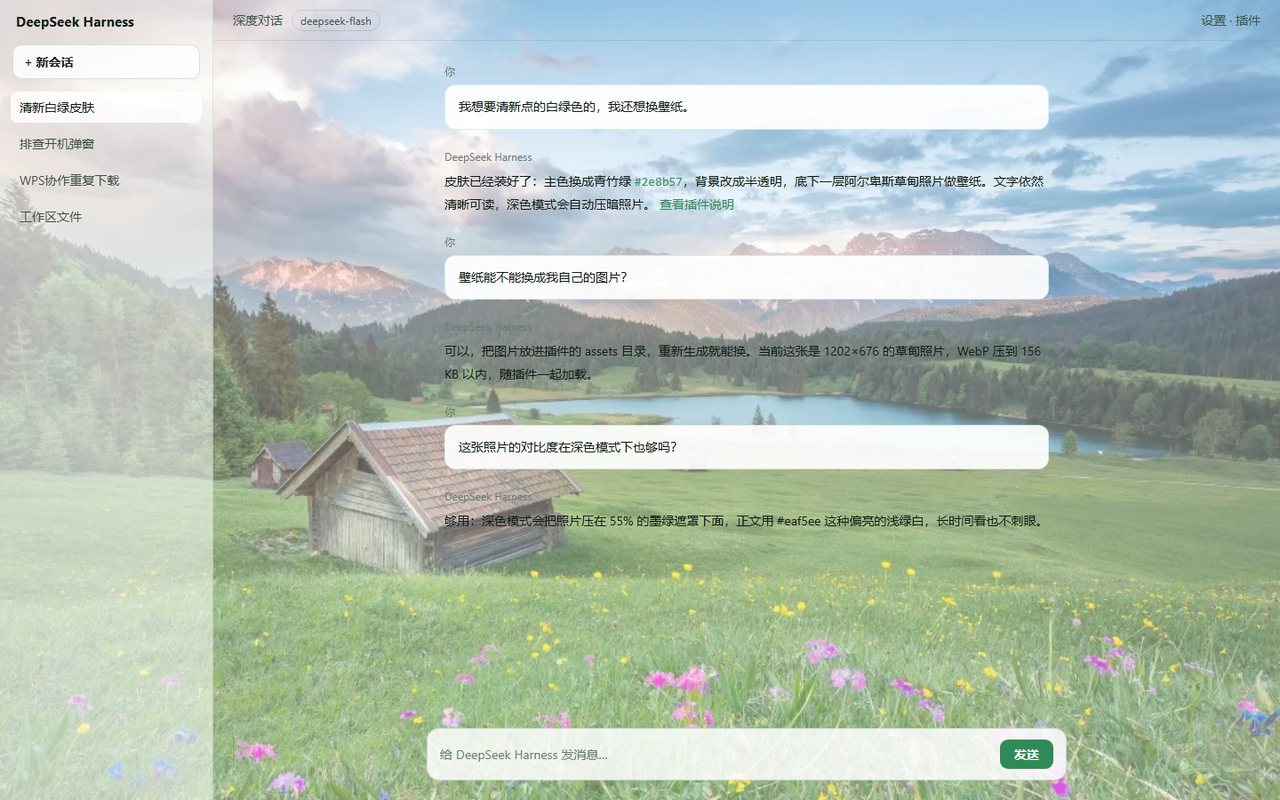 DeepSeek Harness
+ 新会话
清新白绿皮肤
排查开机弹窗
WPS协作重复下载
工作区文件
深度对话 deepseek-flash
设置 · 插件
你
我想要清新点的白绿色的，我还想换壁纸。
DeepSeek Harness
皮肤已经装好了：主色换成青竹绿 #2e8b57，背景改成半透明，底下一层阿尔卑斯草甸照片做壁纸。文字依然
清晰可读，深色模式会自动压暗照片。 查看插件说明
你
壁纸能不能换成我自己的图片？
DeepSeek Harness
可以，把图片放进插件的 assets 目录，重新生成就能换。当前这张是 1202×676 的草甸照片，WebP 压到 156
KB 以内，随插件一起加载。
你
这张照片的对比度在深色模式下也够吗？
DeepSeek Harness
够用：深色模式会把照片压在 55% 的墨绿遮罩下面，正文用 #eaf5ee 这种偏亮的浅绿白，长时间看也不刺眼。
给 DeepSeek Harness 发消息...
发送